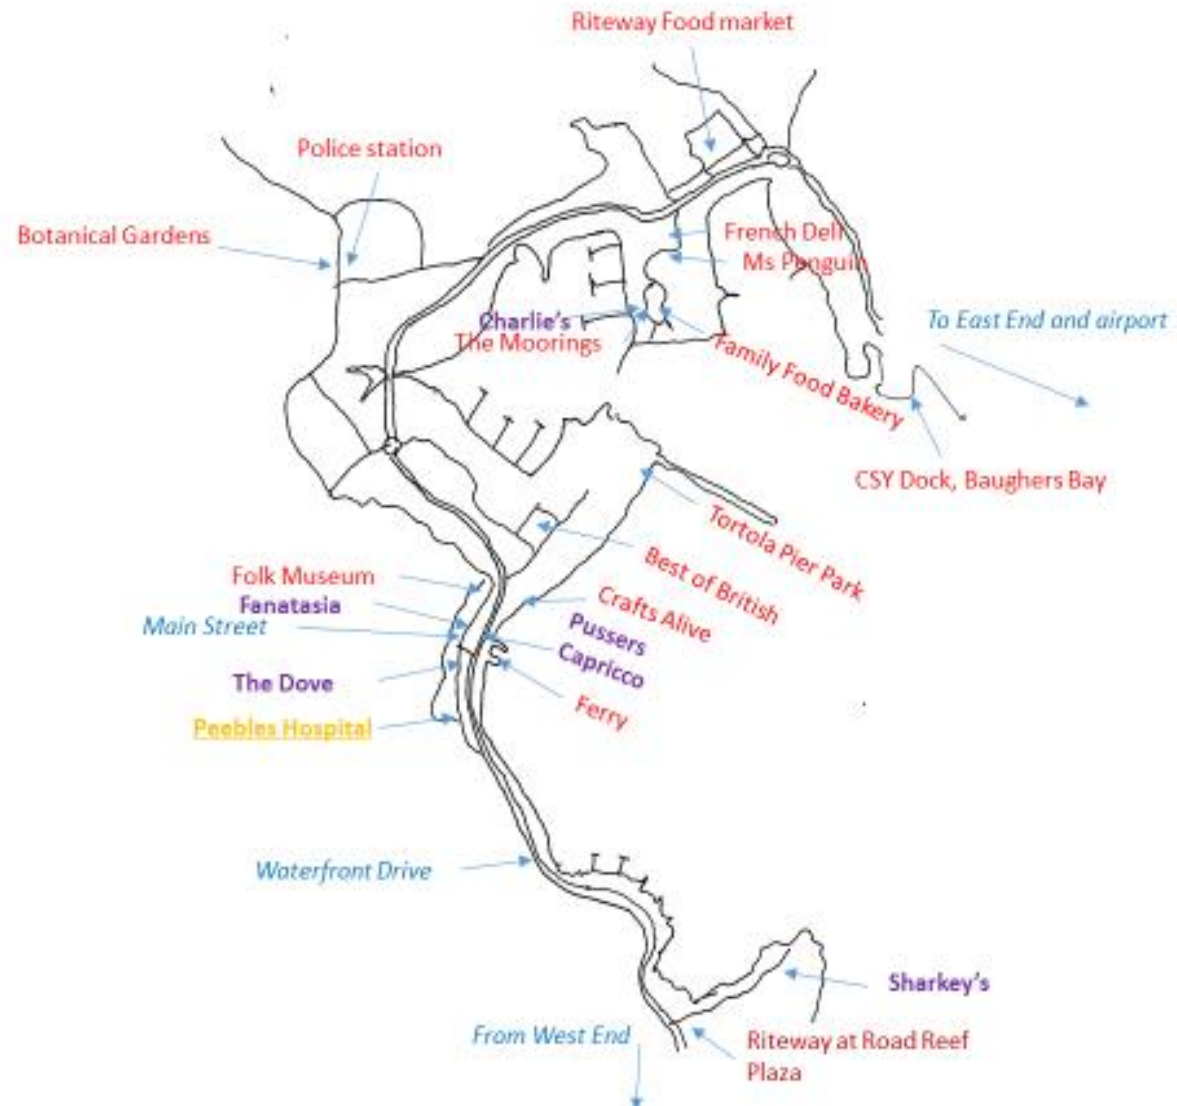 Riteway Food market
Police station
Botanical Gardens
French Deli
Ms Penguin
Charlie's
The Moorings
Family Food Bakery
To East End and airport
CSY Dock, Baughers Bay
Tortola Pier Park
Best of British
Folk Museum
Fanatasia
Crafts Alive
Main Street
Pussers
Capricco
The Dove
Ferry
Peebles Hospital
Waterfront Drive
Sharkey's
From West End
Riteway at Road Reef
Plaza